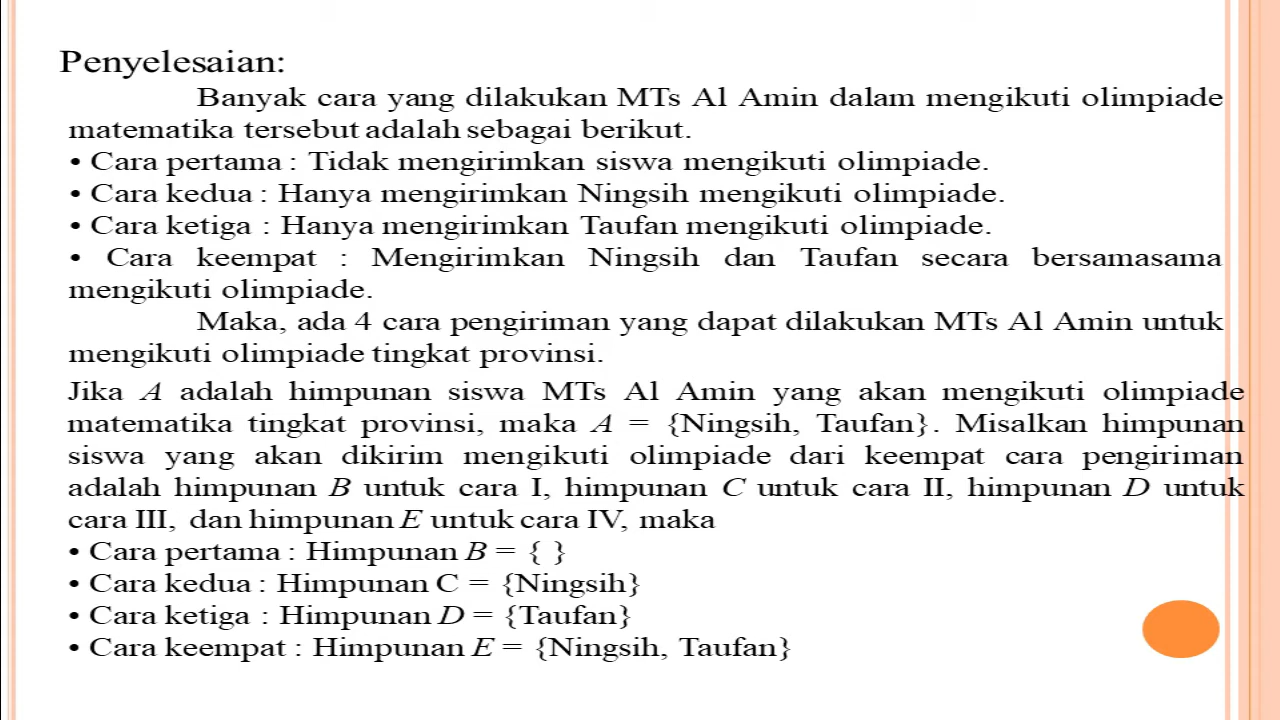 Penyelesaian:
Banyak cara yang dilakukan MTs Al Amin dalam mengikuti olimpiade
matematika tersebut adalah sebagai berikut.
• Cara pertama : Tidak mengirimkan siswa mengikuti olimpiade.
• Cara kedua : Hanya mengirimkan Ningsih mengikuti olimpiade.
• Cara ketiga : Hanya mengirimkan Taufan mengikuti olimpiade.
• Cara keempat : Mengirimkan Ningsih dan Taufan secara bersamasama
mengikuti olimpiade.
Maka, ada 4 cara pengiriman yang dapat dilakukan MTs Al Amin untuk
mengikuti olimpiade tingkat provinsi.
Jika A adalah himpunan siswa MTs Al Amin yang akan mengikuti olimpiade
matematika tingkat provinsi, maka A = {Ningsih, Taufan}. Misalkan himpunan
siswa yang akan dikirim mengikuti olimpiade dari keempat cara pengiriman
adalah himpunan B untuk cara I, himpunan C untuk cara II, himpunan D untuk
cara III, dan himpunan E untuk cara IV, maka
• Cara pertama : Himpunan B = { }
• Cara kedua : Himpunan C = {Ningsih}
• Cara ketiga : Himpunan D = {Taufan}
• Cara keempat : Himpunan E = {Ningsih, Taufan}